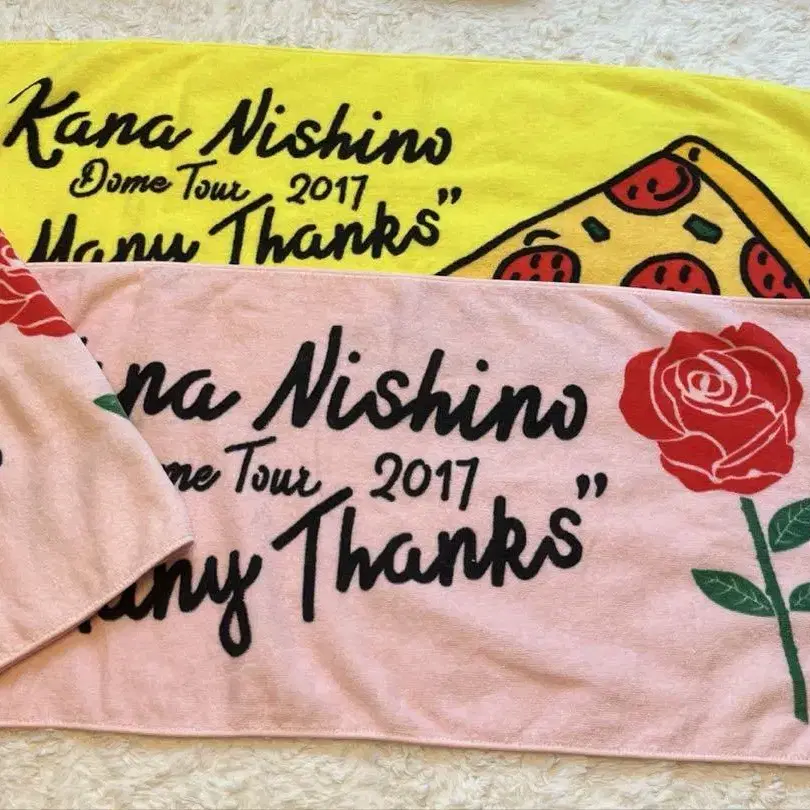 Kana Nishino
Dome Tour 2017
Many Thanks”
Nishino
Tour 2017
Thanks”